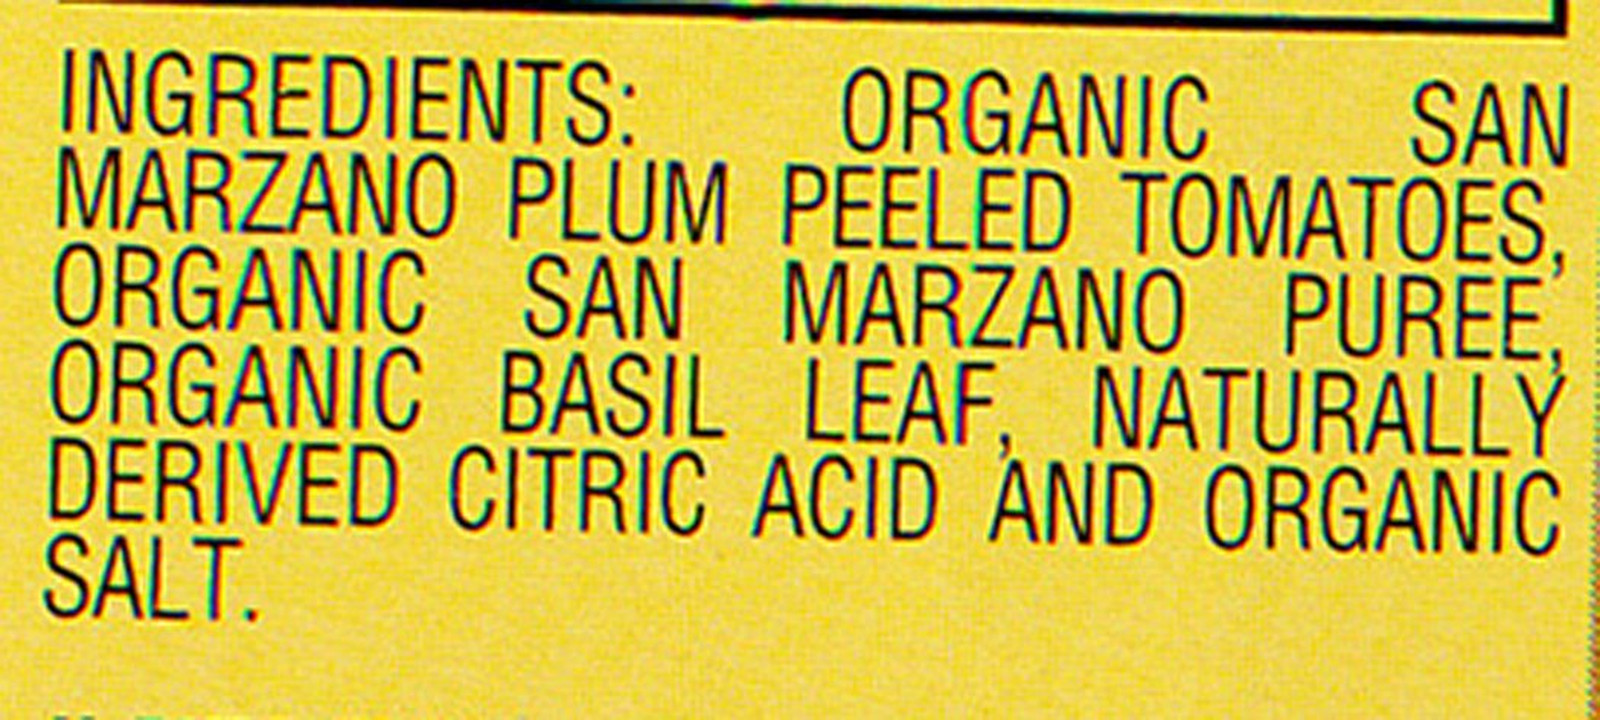 INGREDIENTS: ORGANIC SAN
MARZANO PLUM PEELED TOMATOES,
ORGANIC SAN MARZANO PUREE,
ORGANIC BASIL LEAF, NATURALLY
DERIVED CITRIC ACID AND ORGANIC
SALT.